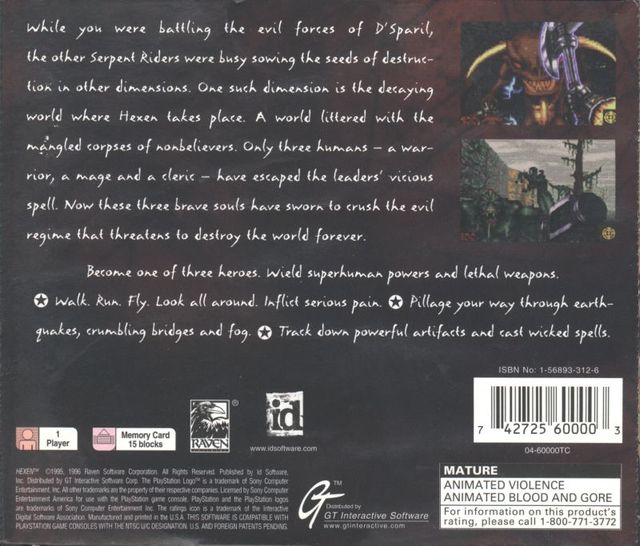 While you were battling the evil forces of D'Sparil,
the other Serpent Riders were busy sowing the seeds of destruc-
tion in other dimensions. One such dimension is the decaying
world where Hexen takes place. A world littered with the
mangled corpses of nonbelievers. Only three humans – a war-
rior, a mage and a cleric – have escaped the leaders' vicious
spell. Now these three brave souls have sworn to crush the evil
regime that threatens to destroy the world forever.
Become one of three heroes. Wield superhuman powers and lethal weapons.
Walk. Run. Fly. Look all around. Inflict serious pain. Pillage your way through earth-
quakes, crumbling bridges and fog. Track down powerful artifacts and cast wicked spells.
ISBN No: 1-56893-312-6
7 42725 60000 3
04-60000TC
1
Player
Memory Card
15 blocks
RAVEN
id
www.idsoftware.com
HEXEN™ ©1995, 1996 Raven Software Corporation. All Rights Reserved. Published by Id Software,
Inc. Distributed by GT Interactive Software Corp. The PlayStation Logo™ is a trademark of Sony Computer
Entertainment, Inc. All other trademarks are the property of their respective companies. Licensed by Sony Computer
Entertainment America for use with the PlayStation game console. PlayStation and the PlayStation logos
are trademarks of Sony Computer Entertainment Inc. The ratings icon is a trademark of the Interactive
Digital Software Association. Manufactured and printed in the U.S.A. THIS SOFTWARE IS COMPATIBLE WITH
PLAYSTATION GAME CONSOLES WITH THE NTSC U/C DESIGNATION. U.S. AND FOREIGN PATENTS PENDING.
GT™
Distributed by
GT Interactive Software
www.gtinteractive.com
MATURE
ANIMATED VIOLENCE
ANIMATED BLOOD AND GORE
For information on this product's
rating, please call 1-800-771-3772